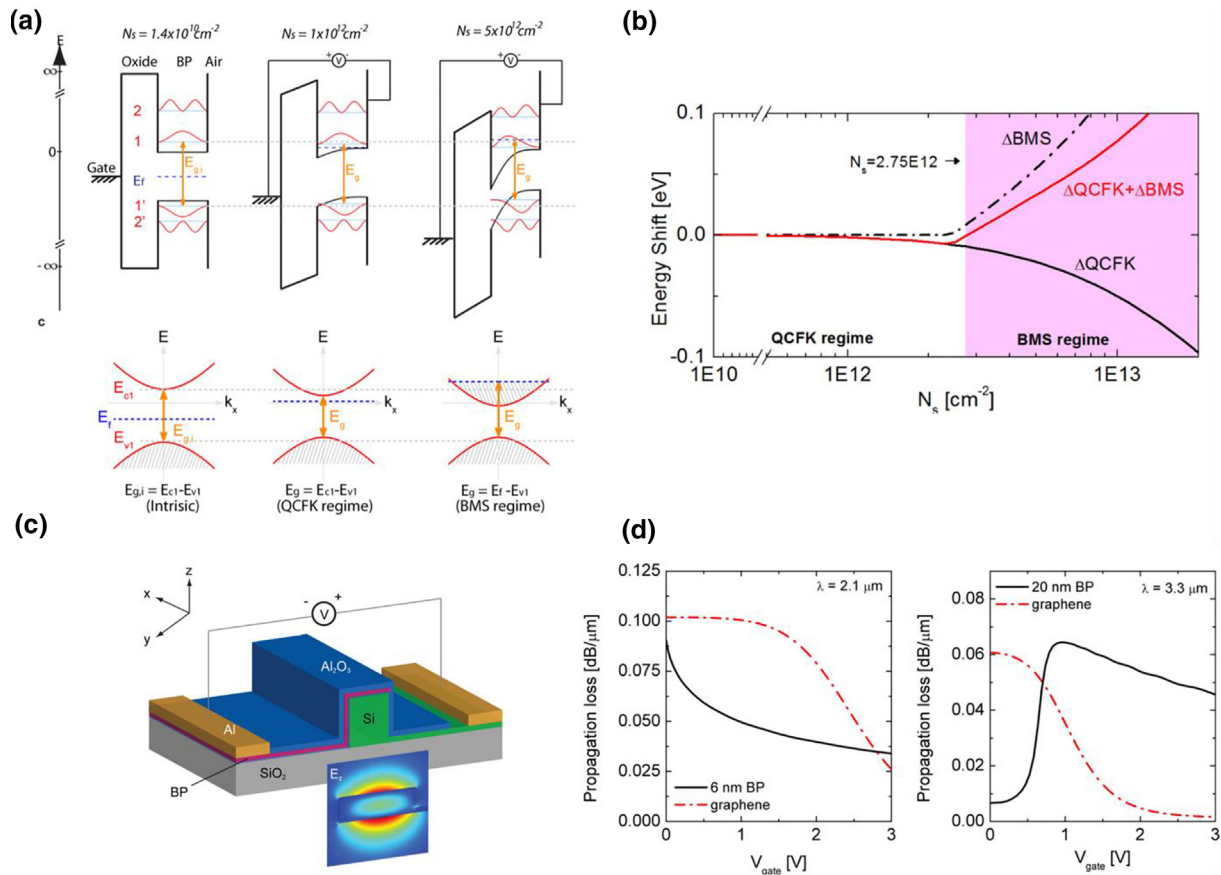 (a)
Ns = 1.4x10¹⁰cm⁻²
Ns = 1x10¹²cm⁻²
Ns = 5x10¹²cm⁻²
E
Oxide BP Air
+ V -
+ V -
∞
2
1
0
Gate
Ef
Eg,i
Eg
Eg
1'
2'
-∞
c
E
E
E
Ec1
kx
kx
kx
Ef
Eg,i
Eg
Eg
Ev1
Eg,i = Ec1-Ev1
(Intrisic)
Eg = Ec1-Ev1
(QCFK regime)
Eg = Ef -Ev1
(BMS regime)
(b)
0.1
0.0
-0.1
Energy Shift [eV]
ΔBMS
Ns=2.75E12
ΔQCFK+ΔBMS
ΔQCFK
QCFK regime
BMS regime
1E10
1E12
1E13
Ns [cm⁻²]
(c)
z
x
y
- V +
Al₂O₃
Al
Si
SiO₂
BP
Ez
(d)
0.125
0.100
0.075
0.050
0.025
0.000
Propagation loss [dB/μm]
λ = 2.1 μm
6 nm BP
graphene
0 1 2 3
Vgate [V]
0.08
0.06
0.04
0.02
0.00
Propagation loss [dB/μm]
20 nm BP
graphene
λ = 3.3 μm
0 1 2 3
Vgate [V]